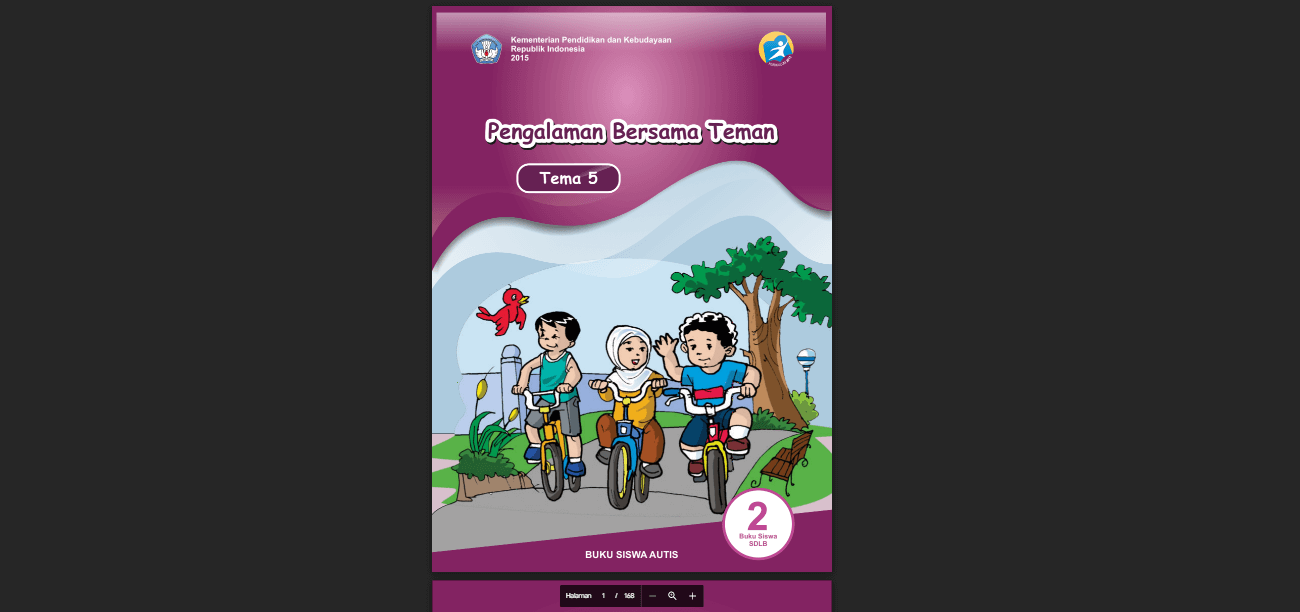 Kementerian Pendidikan dan Kebudayaan
Republik Indonesia
2015
Pengalaman Bersama Teman
Tema 5
2
Buku Siswa
SDLB
BUKU SISWA AUTIS
Halaman 1 / 168